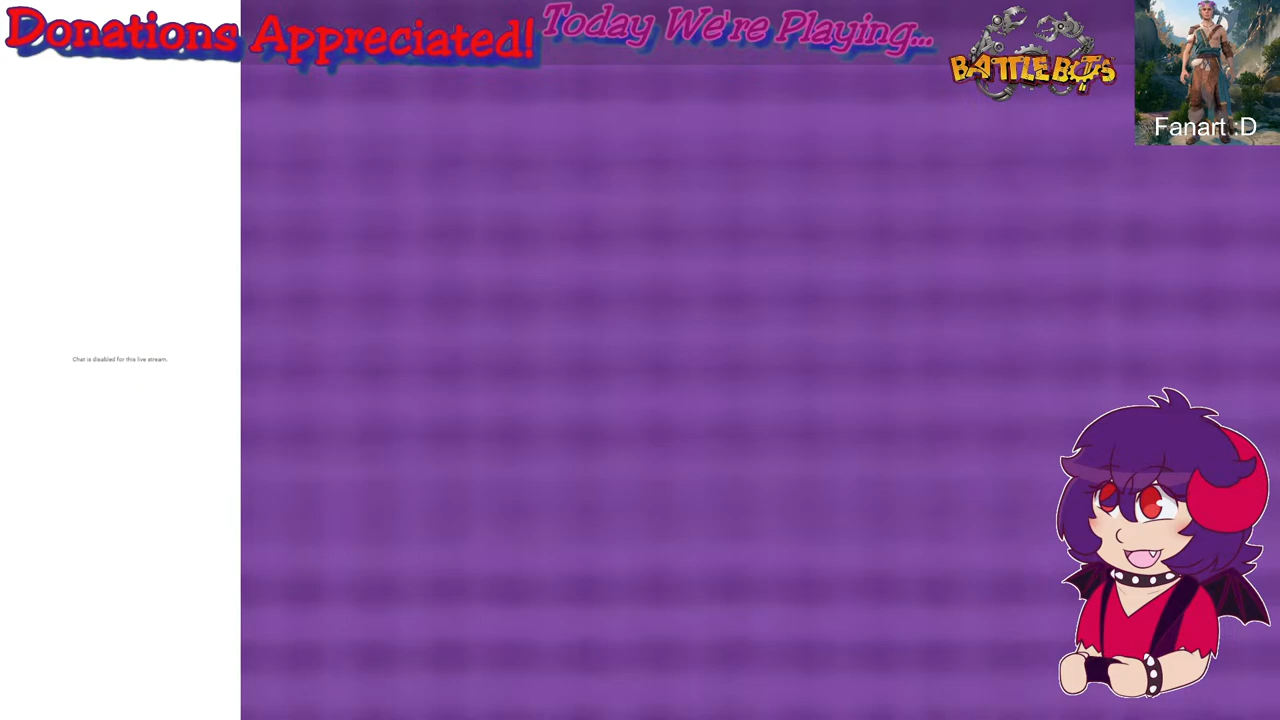 Donations Appreciated!
Today We're Playing...
BATTLEBOTS
Fanart :D
Chat is disabled for this live stream.